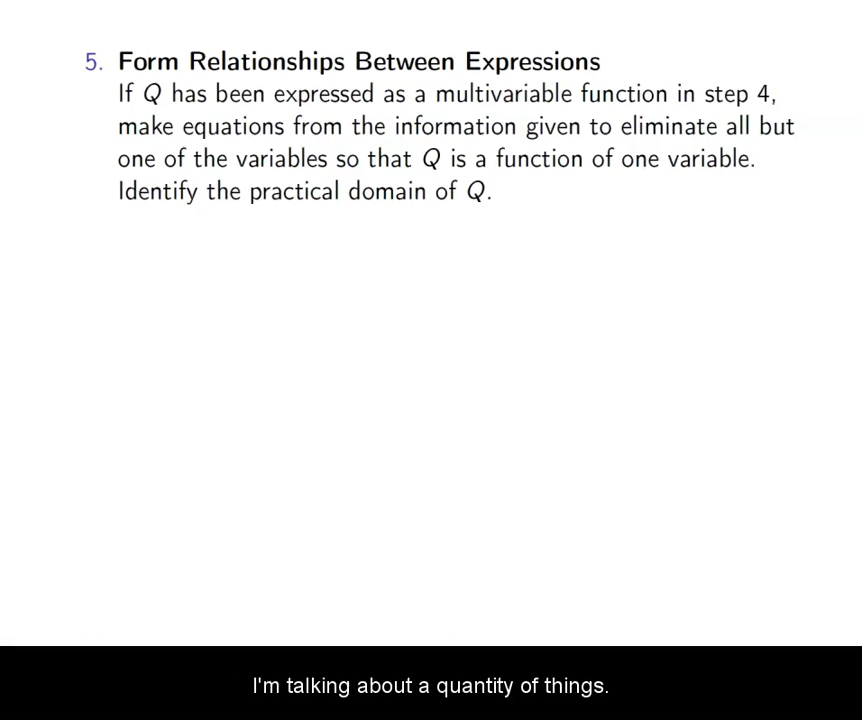 5. Form Relationships Between Expressions
If Q has been expressed as a multivariable function in step 4,
make equations from the information given to eliminate all but
one of the variables so that Q is a function of one variable.
Identify the practical domain of Q.
I'm talking about a quantity of things.